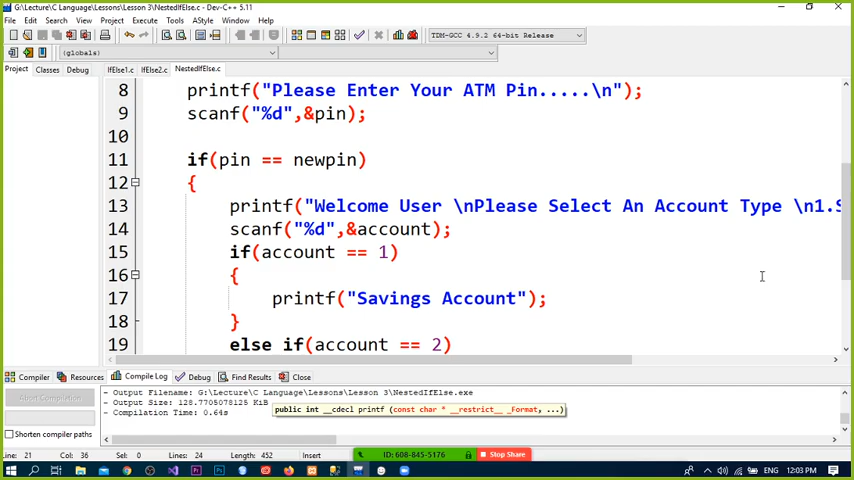 G:\Lecture\C Language\Lessons\Lesson 3\NestedIfElse.c - Dev-C++ 5.11
File Edit Search View Project Execute Tools AStyle Window Help
TDM-GCC 4.9.2 64-bit Release
(globals)
Project Classes Debug IfElse1.c IfElse2.c NestedIfElse.c
8 printf("Please Enter Your ATM Pin.....\n");
9 scanf("%d",&pin);
10
11 if(pin == newpin)
12 {
13 printf("Welcome User \nPlease Select An Account Type \n1.S
14 scanf("%d",&account);
15 if(account == 1)
16 {
17 printf("Savings Account");
18 }
19 else if(account == 2)
Compiler Resources Compile Log Debug Find Results Close
Abort Compilation
- Output Filename: G:\Lecture\C Language\Lessons\Lesson 3\NestedIfElse.exe
- Output Size: 128.7705078125 KiB
public int __cdecl printf (const char * __restrict__ _Format, ...)
- Compilation Time: 0.64s
Shorten compiler paths
Line: 21 Col: 36 Sel: 0 Lines: 24 Length: 452 Insert
ID: 608-845-5176 Stop Share
ENG 12:03 PM